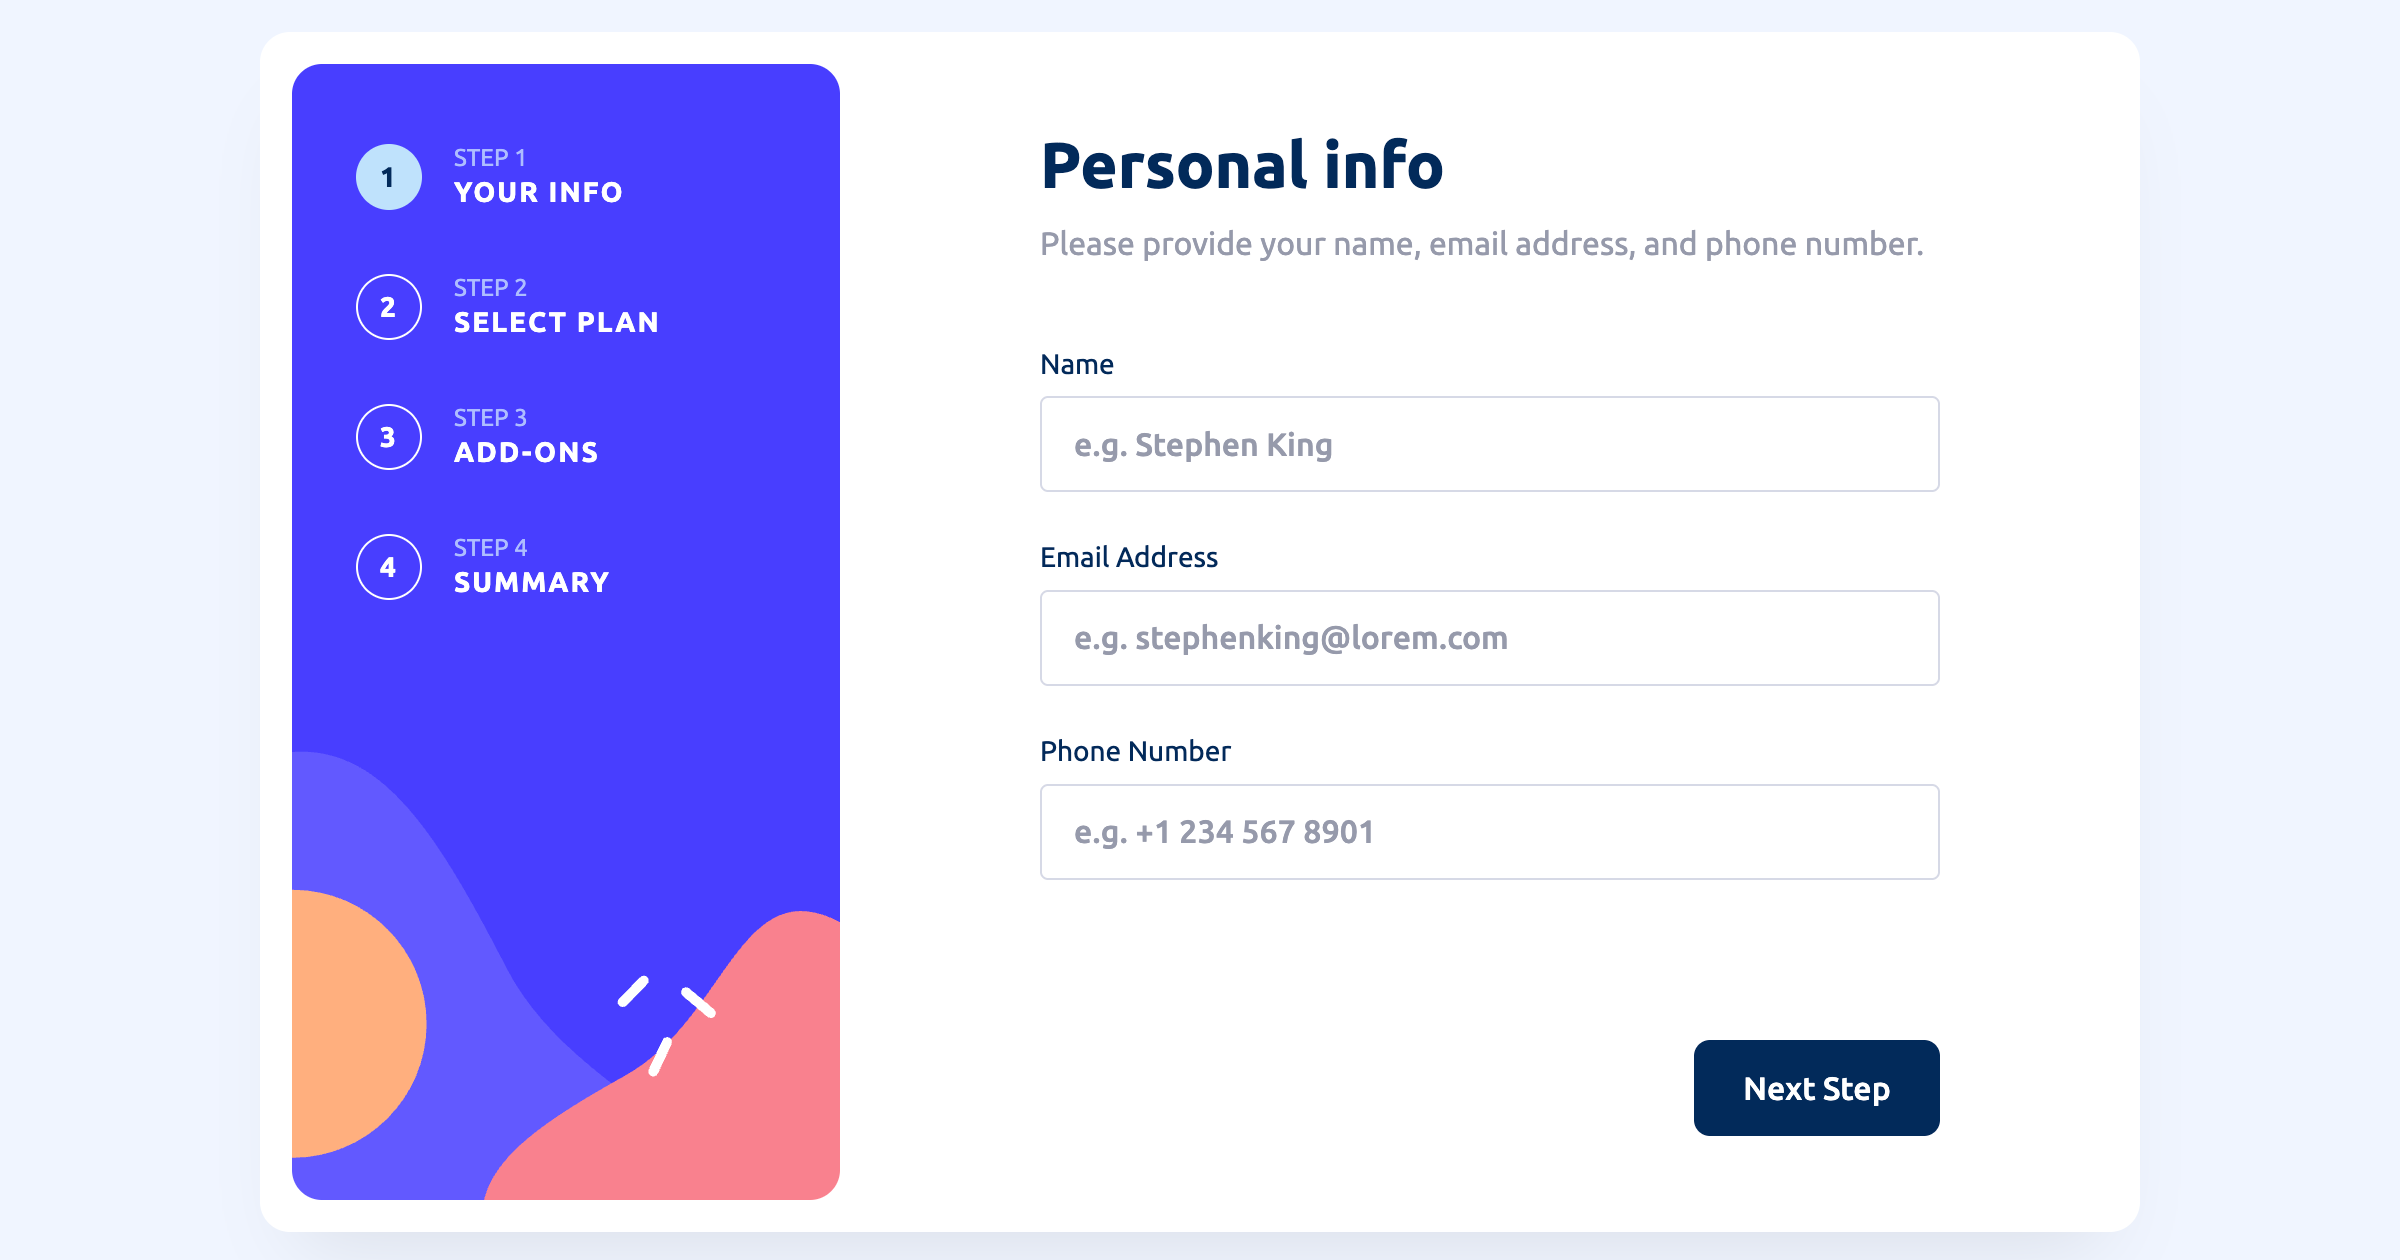 1
STEP 1
YOUR INFO
2
STEP 2
SELECT PLAN
3
STEP 3
ADD-ONS
4
STEP 4
SUMMARY
Personal info
Please provide your name, email address, and phone number.
Name
e.g. Stephen King
Email Address
e.g. stephenking@lorem.com
Phone Number
e.g. +1 234 567 8901
Next Step